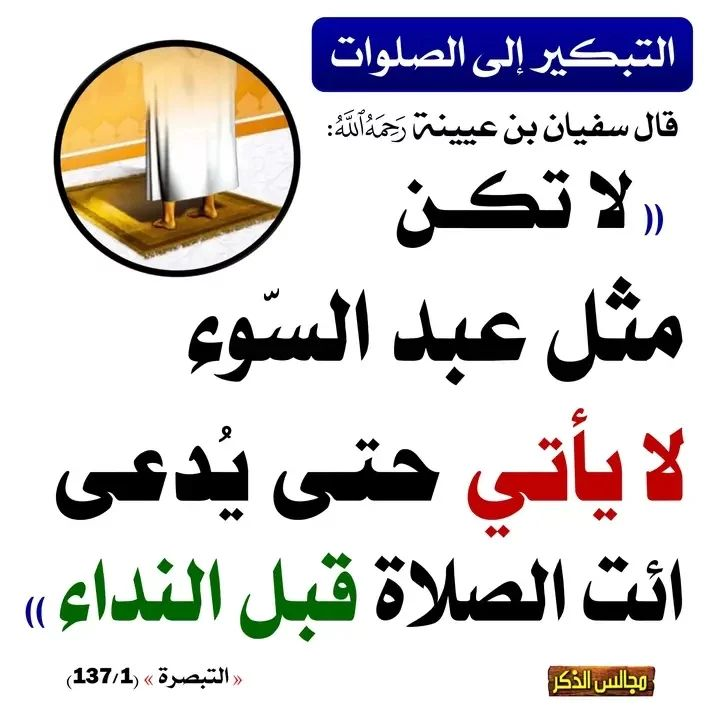 التبكير إلى الصلوات
قال سفيان بن عيينة رَحِمَهُ ٱللَّهُ:
(( لا تكن
مثل عبد السّوء
لا يأتي حتى يُدعى
ائت الصلاة قبل النداء ))
« التبصرة » (137/1)
مجالس الذكر